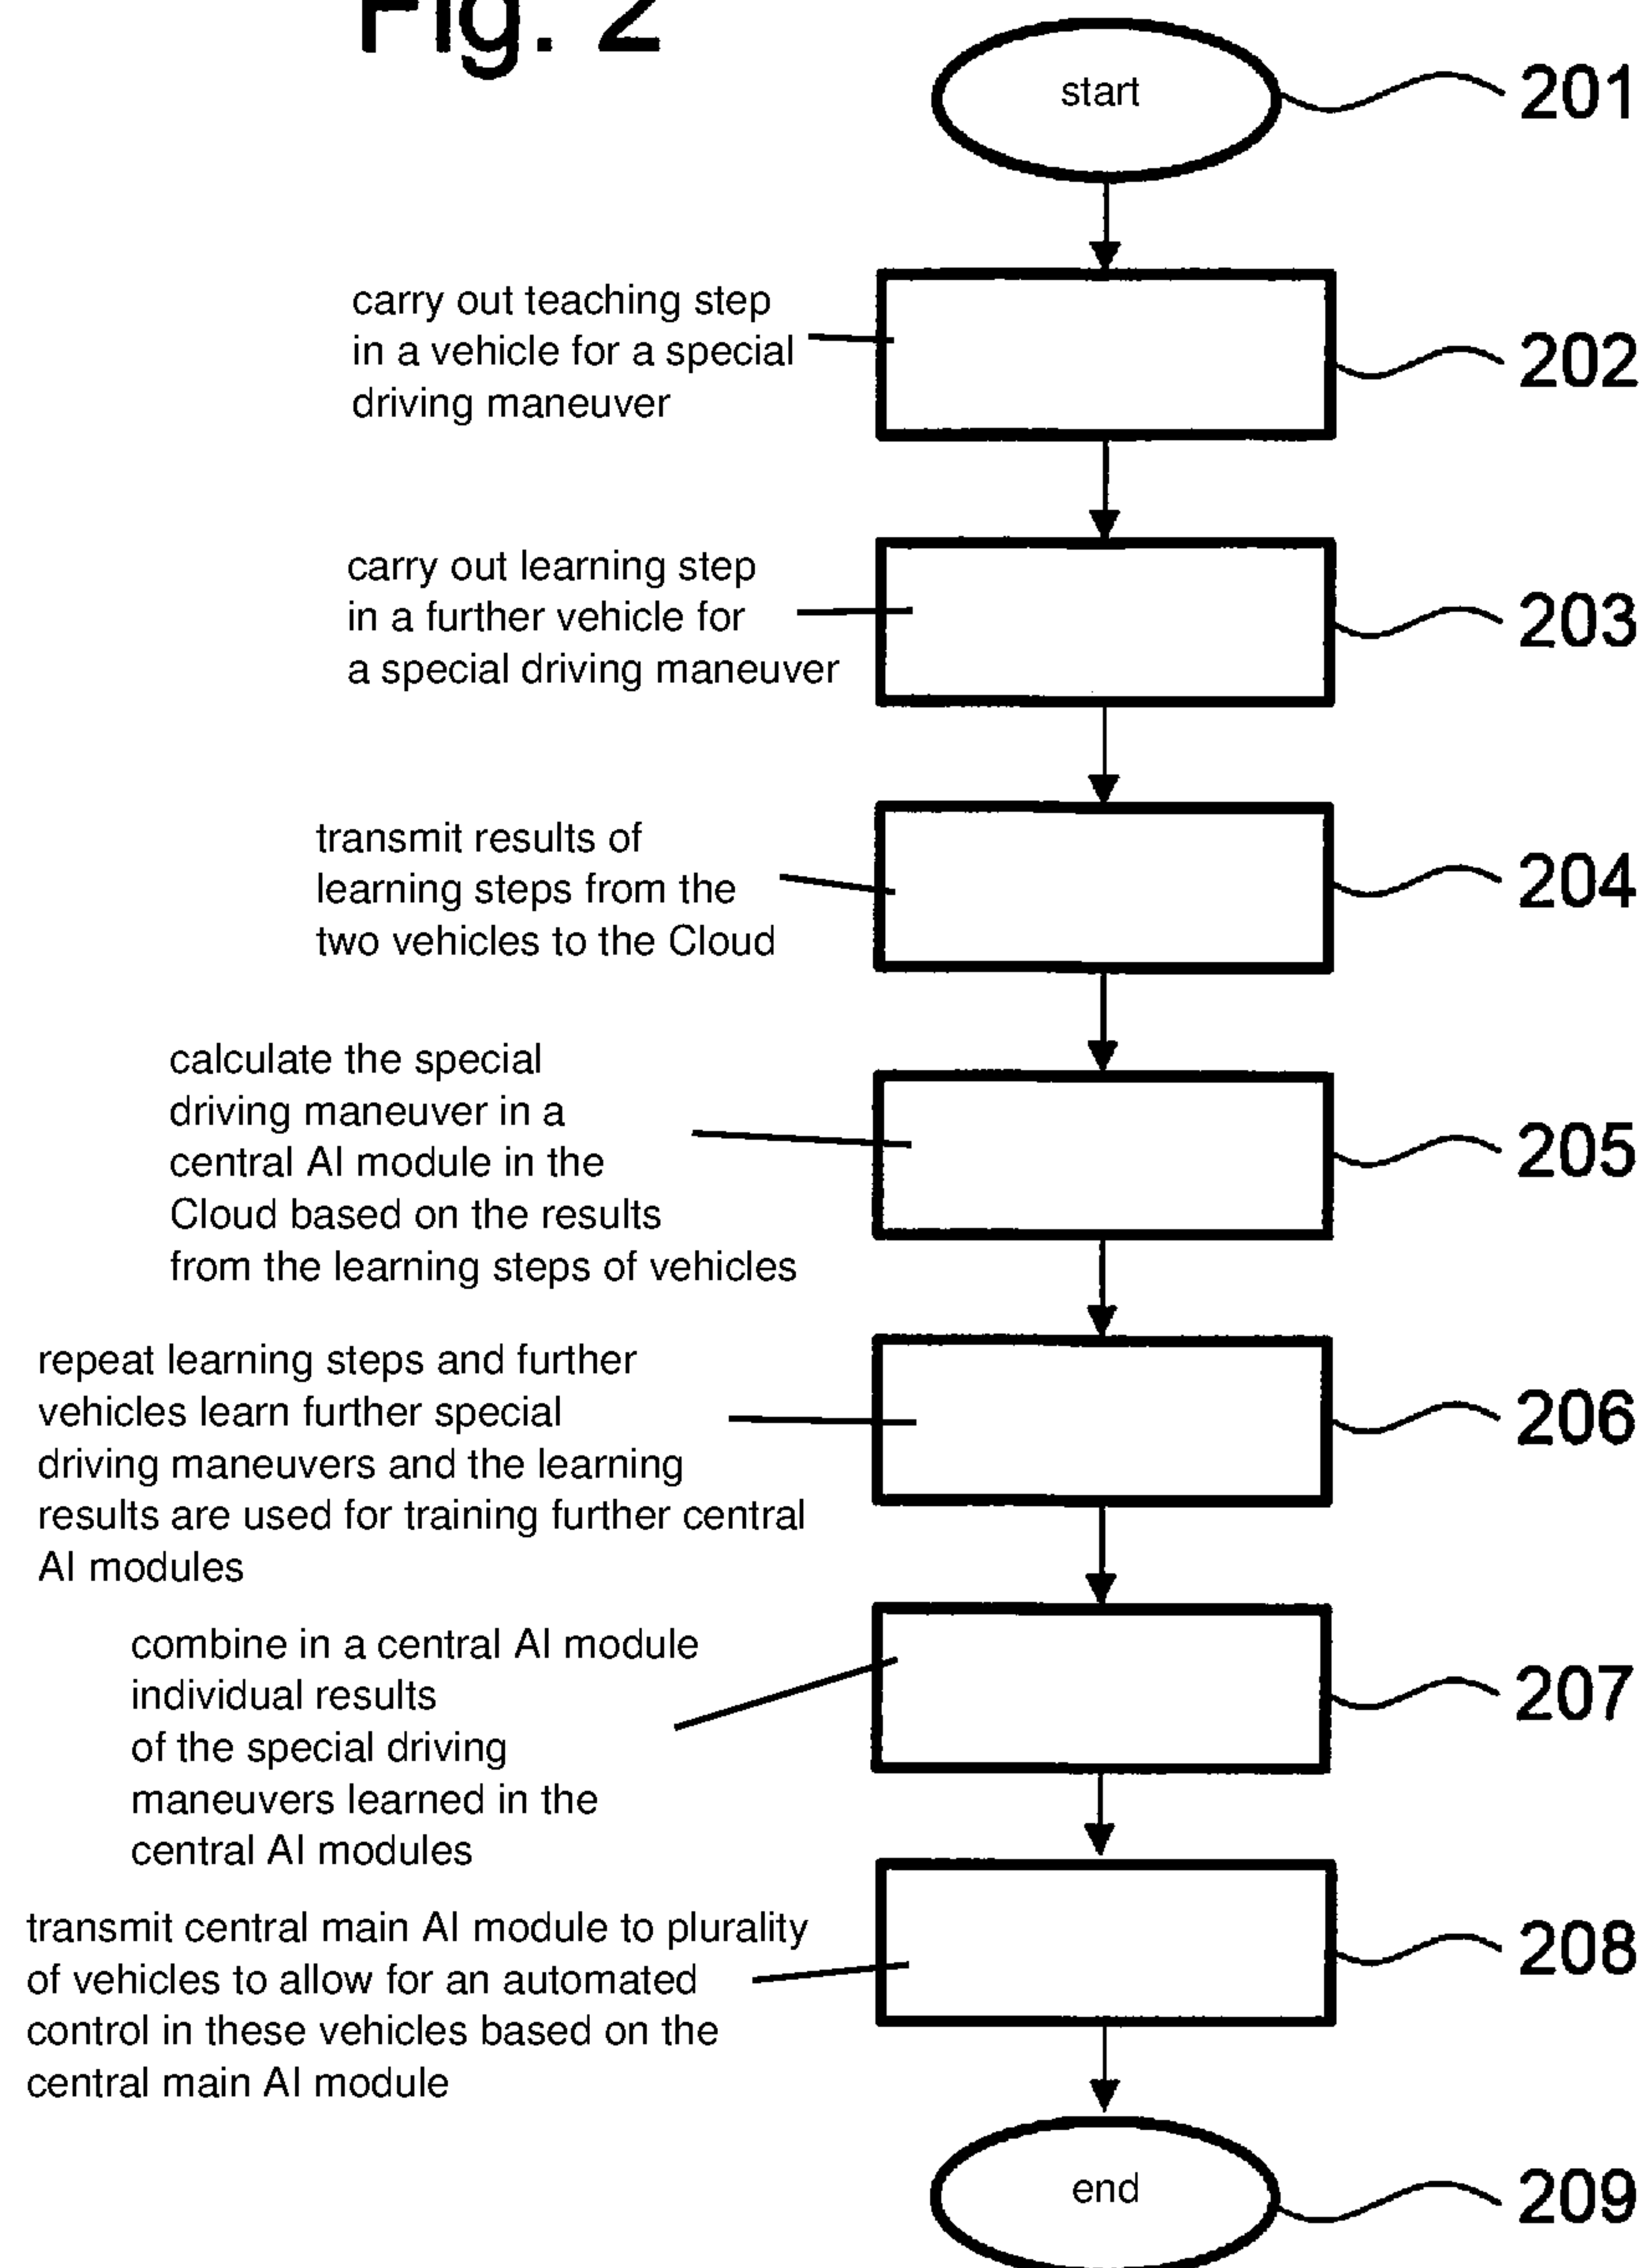 Fig. 2
start
201
carry out teaching step
in a vehicle for a special
driving maneuver
202
carry out learning step
in a further vehicle for
a special driving maneuver
203
transmit results of
learning steps from the
two vehicles to the Cloud
204
calculate the special
driving maneuver in a
central AI module in the
Cloud based on the results
from the learning steps of vehicles
205
repeat learning steps and further
vehicles learn further special
driving maneuvers and the learning
results are used for training further central
AI modules
206
combine in a central AI module
individual results
of the special driving
maneuvers learned in the
central AI modules
207
transmit central main AI module to plurality
of vehicles to allow for an automated
control in these vehicles based on the
central main AI module
208
end
209